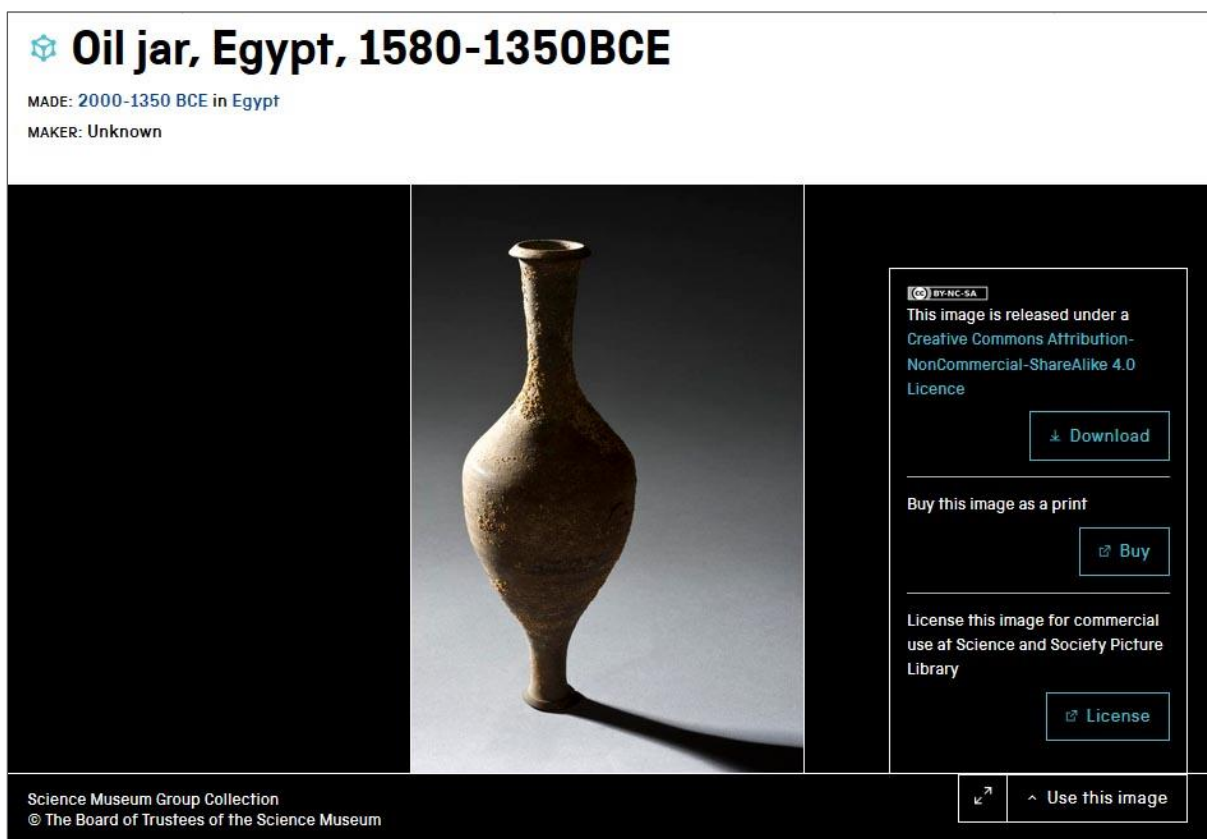 Oil jar, Egypt, 1580-1350BCE
MADE: 2000-1350 BCE in Egypt
MAKER: Unknown
cc BY-NC-SA
This image is released under a
Creative Commons Attribution-
NonCommercial-ShareAlike 4.0
Licence
Download
Buy this image as a print
Buy
License this image for commercial
use at Science and Society Picture
Library
License
Science Museum Group Collection
© The Board of Trustees of the Science Museum
Use this image